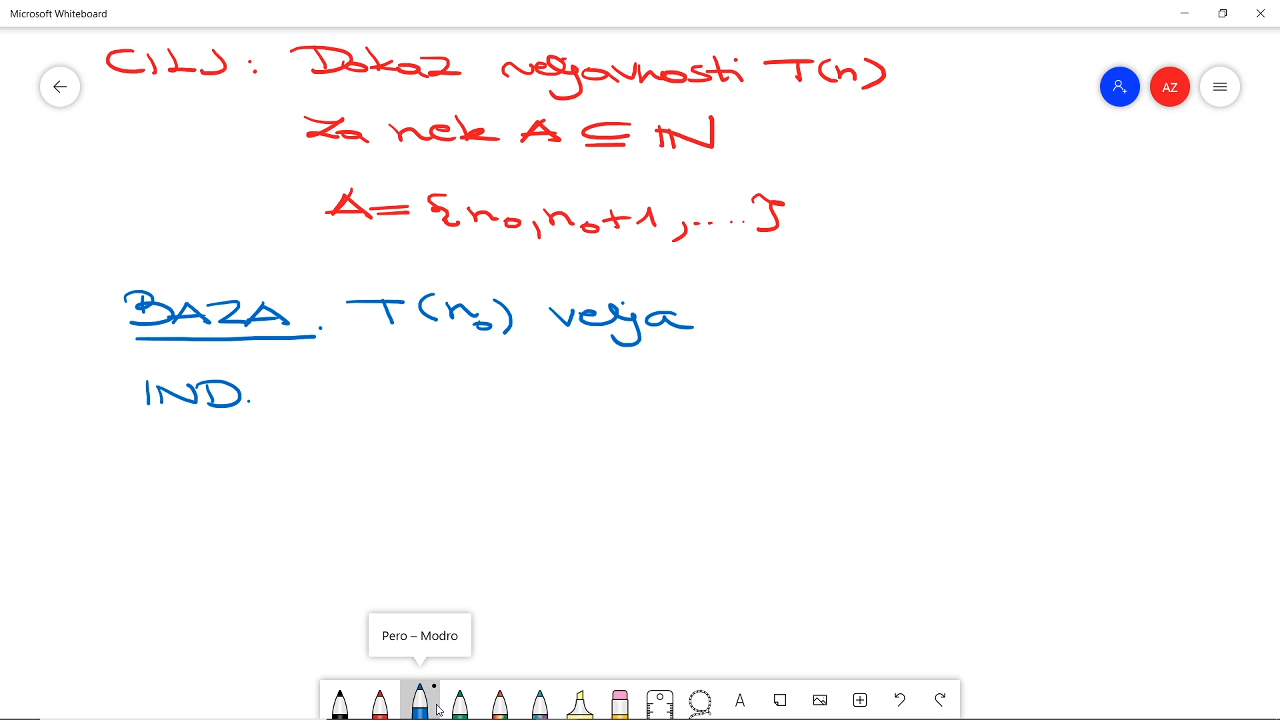 Microsoft Whiteboard
CILJ: Dokaz veljavnosti T(n)
AZ
za nek A ⊆ ℕ
A = {n₀, n₀+1, ....}
BAZA. T(n₀) velja
IND.
Pero – Modro
A